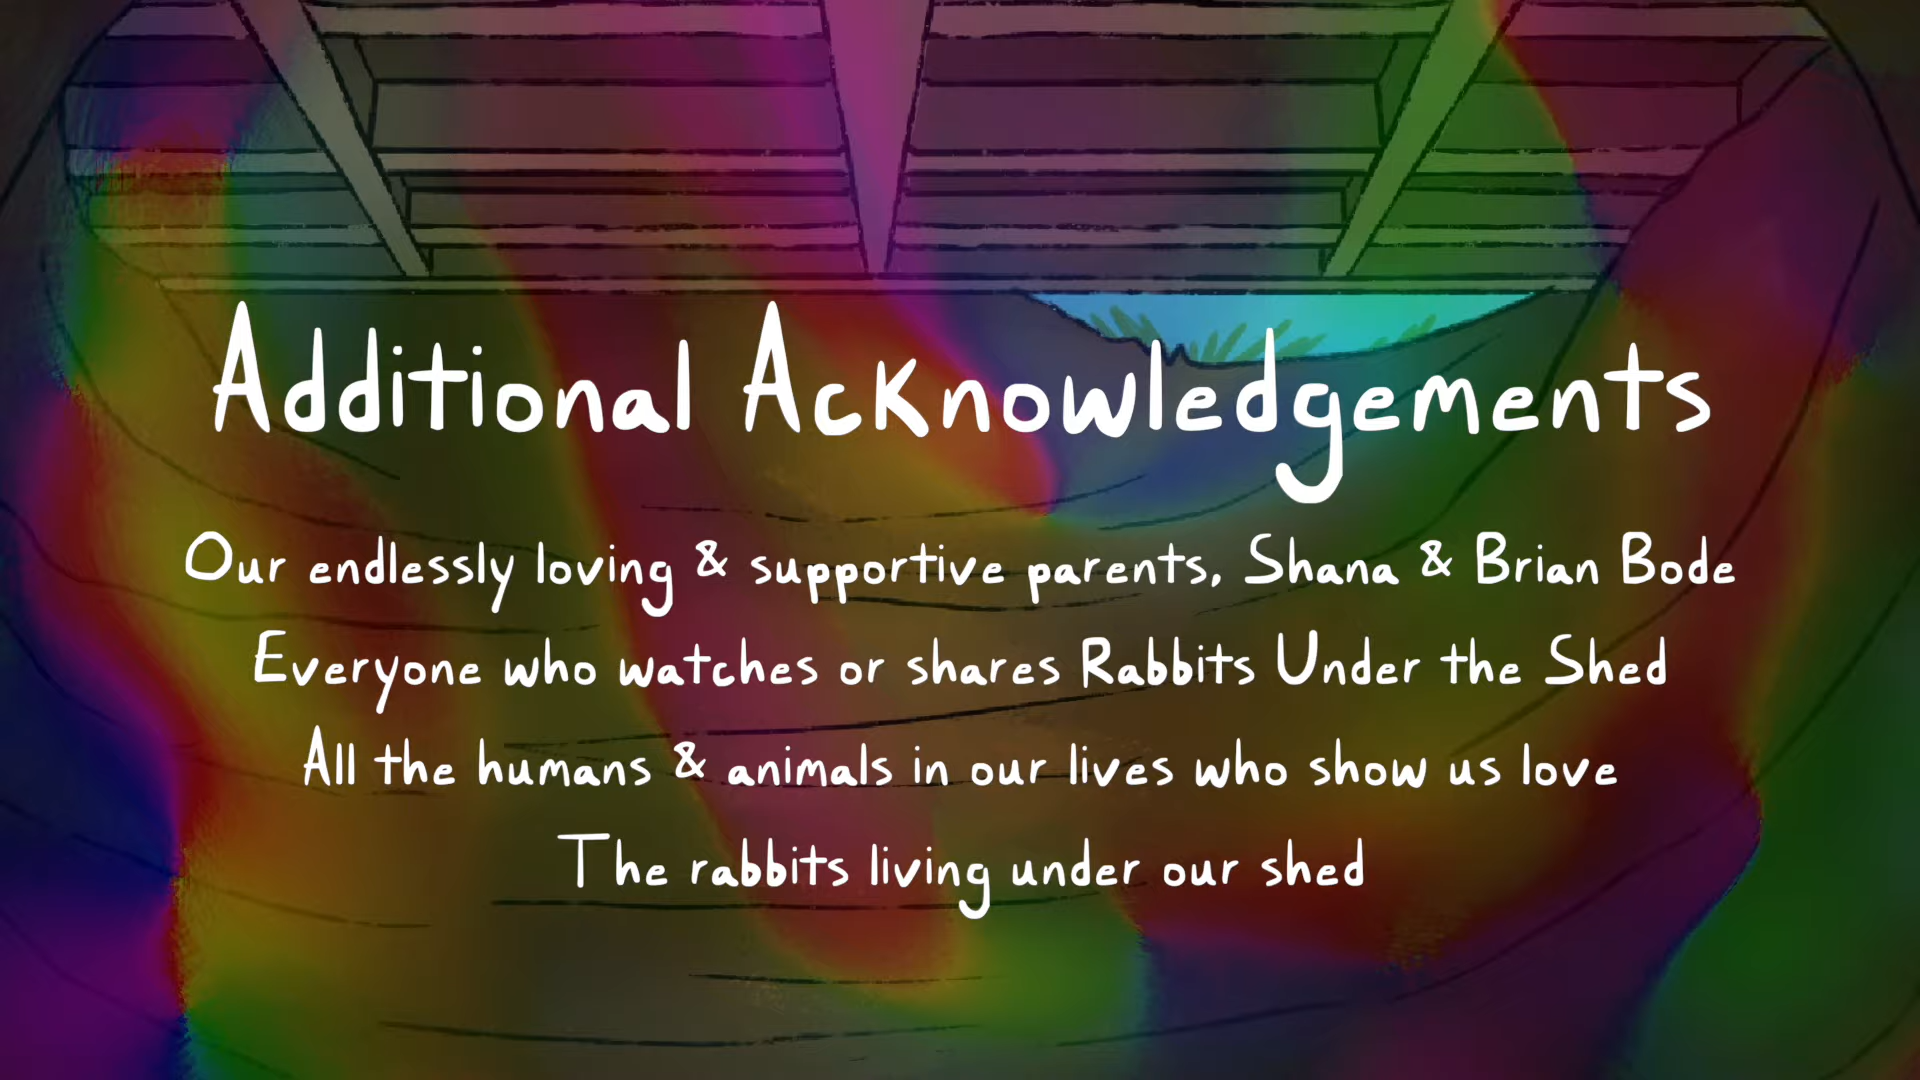 Additional Acknowledgements
Our endlessly loving & supportive parents, Shana & Brian Bode
Everyone who watches or shares Rabbits Under the Shed
All the humans & animals in our lives who show us love
The rabbits living under our shed